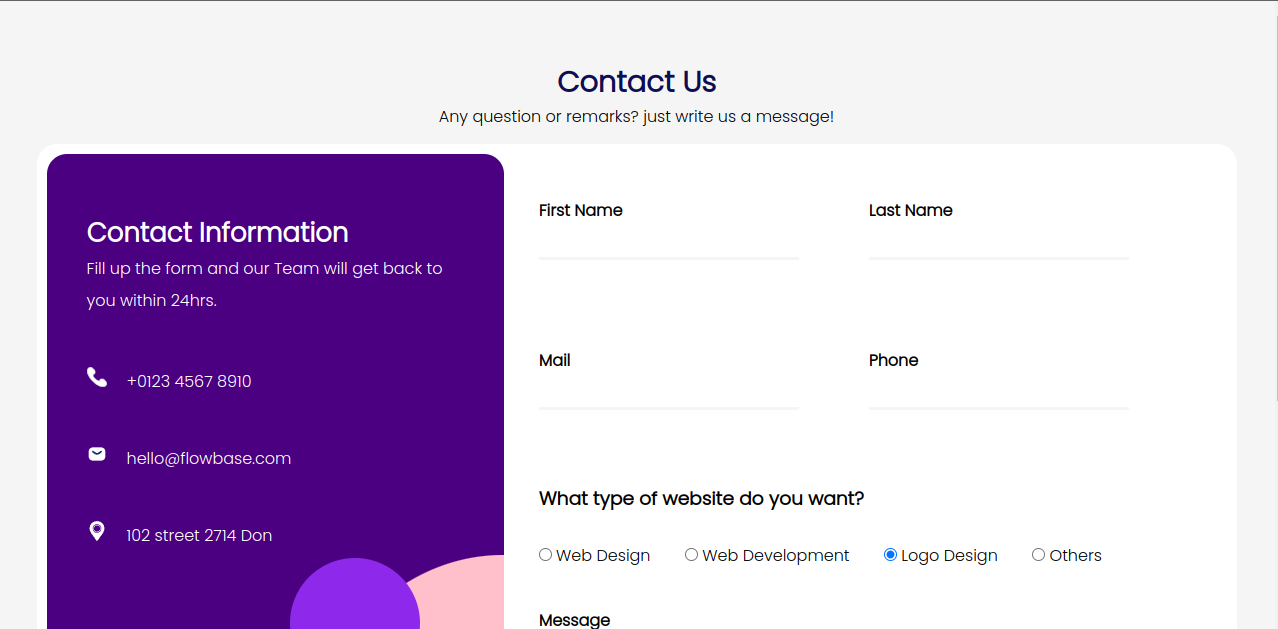 Contact Us
Any question or remarks? just write us a message!
Contact Information
Fill up the form and our Team will get back to
you within 24hrs.
+0123 4567 8910
hello@flowbase.com
102 street 2714 Don
First Name
Last Name
Mail
Phone
What type of website do you want?
Web Design
Web Development
Logo Design
Others
Message